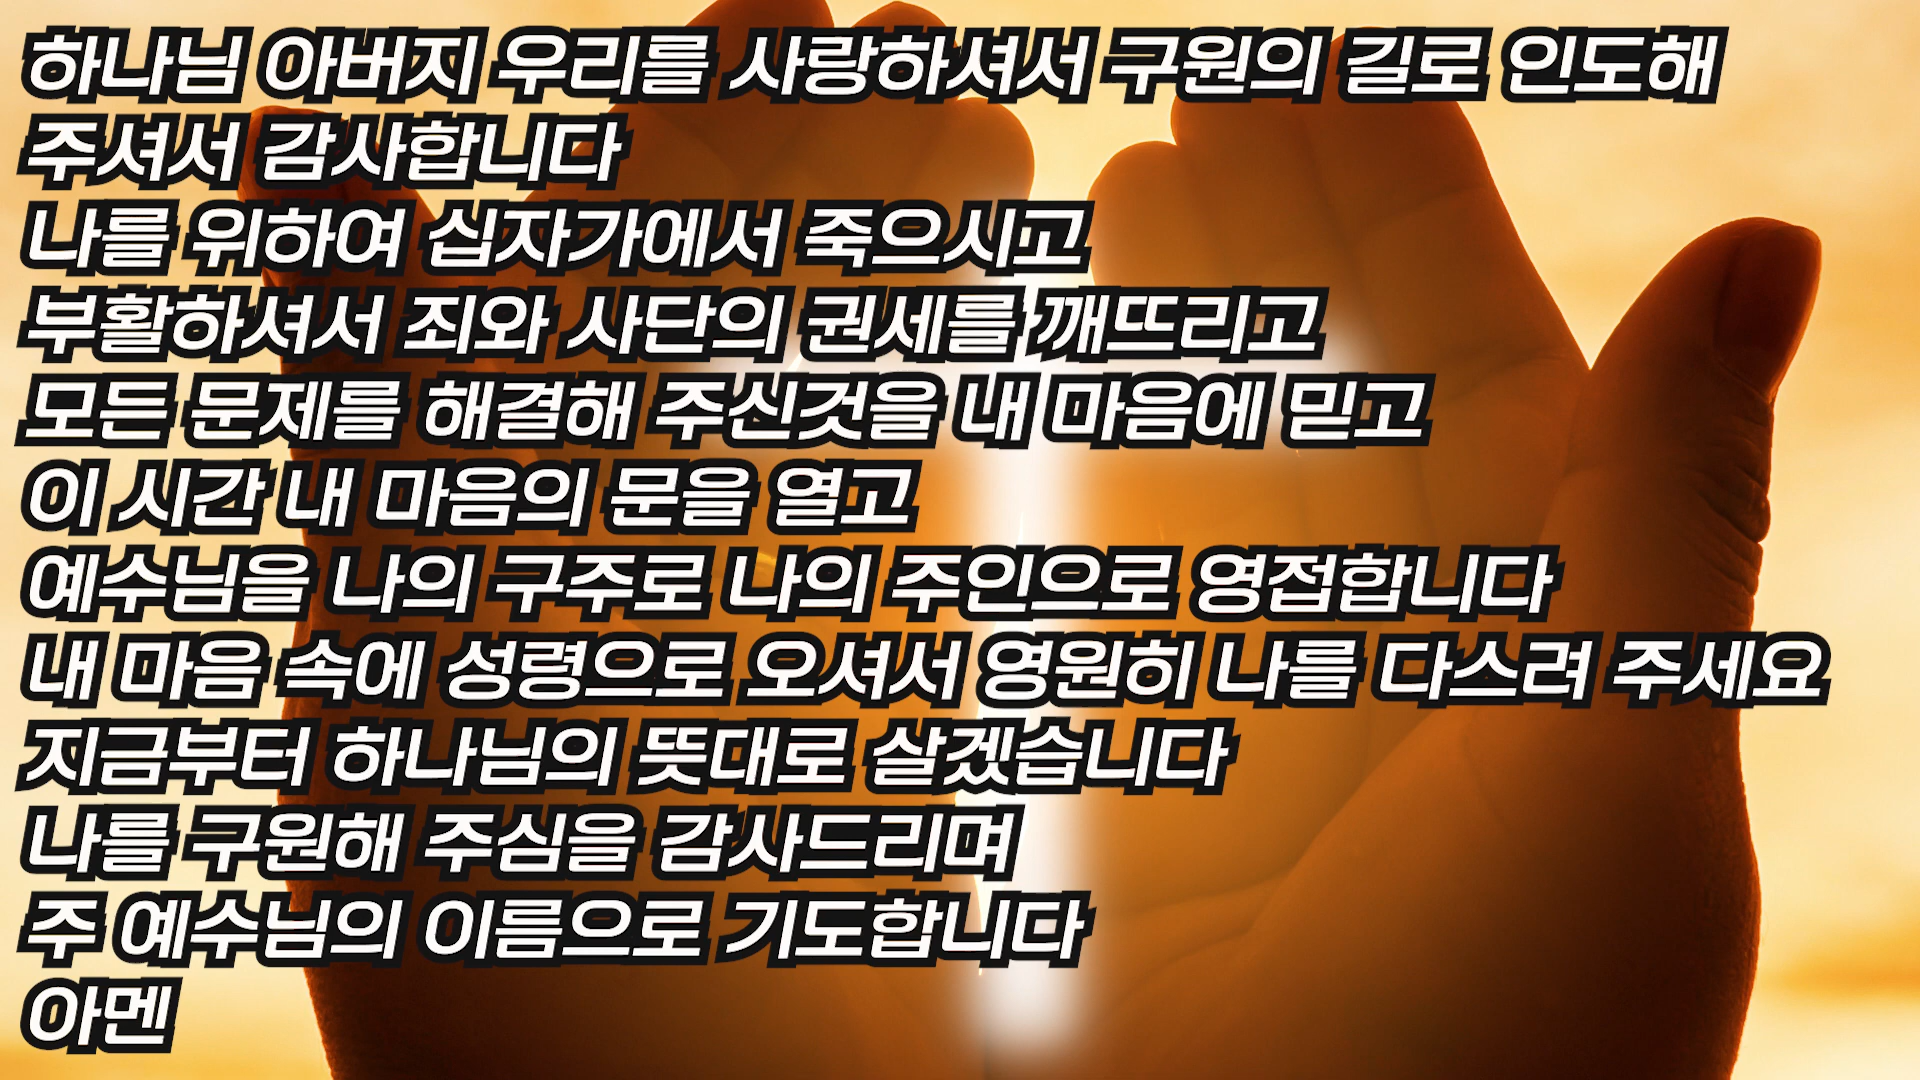 하나님 아버지 우리를 사랑하셔서 구원의 길로 인도해
주셔서 감사합니다
나를 위하여 십자가에서 죽으시고
부활하셔서 죄와 사단의 권세를 깨뜨리고
모든 문제를 해결해 주신것을 내 마음에 믿고
이 시간 내 마음의 문을 열고
예수님을 나의 구주로 나의 주인으로 영접합니다
내 마음 속에 성령으로 오셔서 영원히 나를 다스려 주세요
지금부터 하나님의 뜻대로 살겠습니다
나를 구원해 주심을 감사드리며
주 예수님의 이름으로 기도합니다
아멘